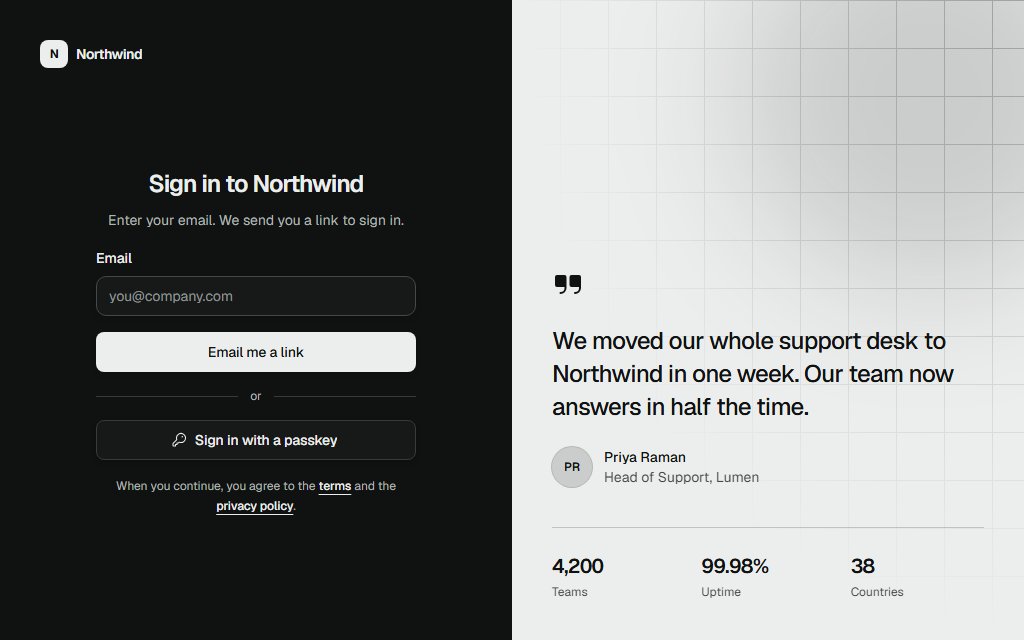 N Northwind
Sign in to Northwind
Enter your email. We send you a link to sign in.
Email
you@company.com
Email me a link
or
Sign in with a passkey
When you continue, you agree to the terms and the
privacy policy.
We moved our whole support desk to
Northwind in one week. Our team now
answers in half the time.
PR
Priya Raman
Head of Support, Lumen
4,200
Teams
99.98%
Uptime
38
Countries